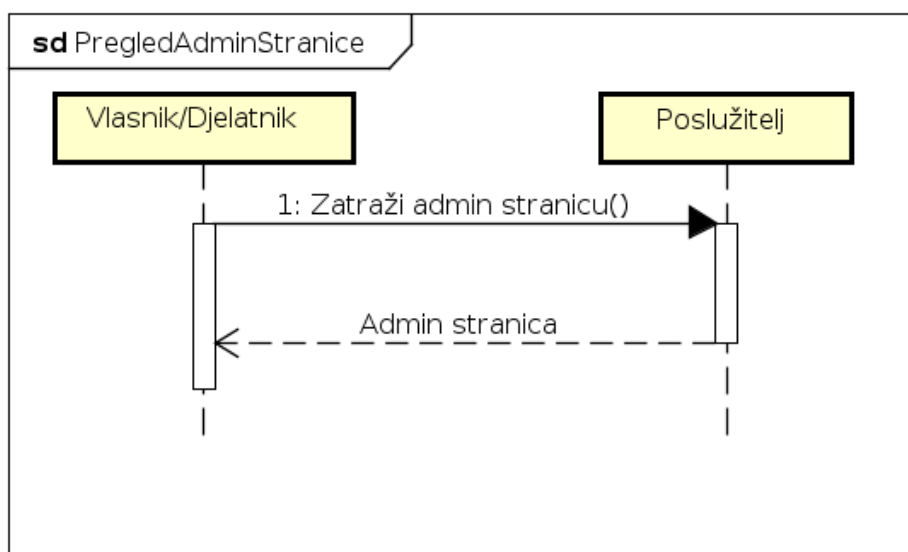 sd PregledAdminStranice
Vlasnik/Djelatnik
Poslužitelj
1: Zatraži admin stranicu()
Admin stranica